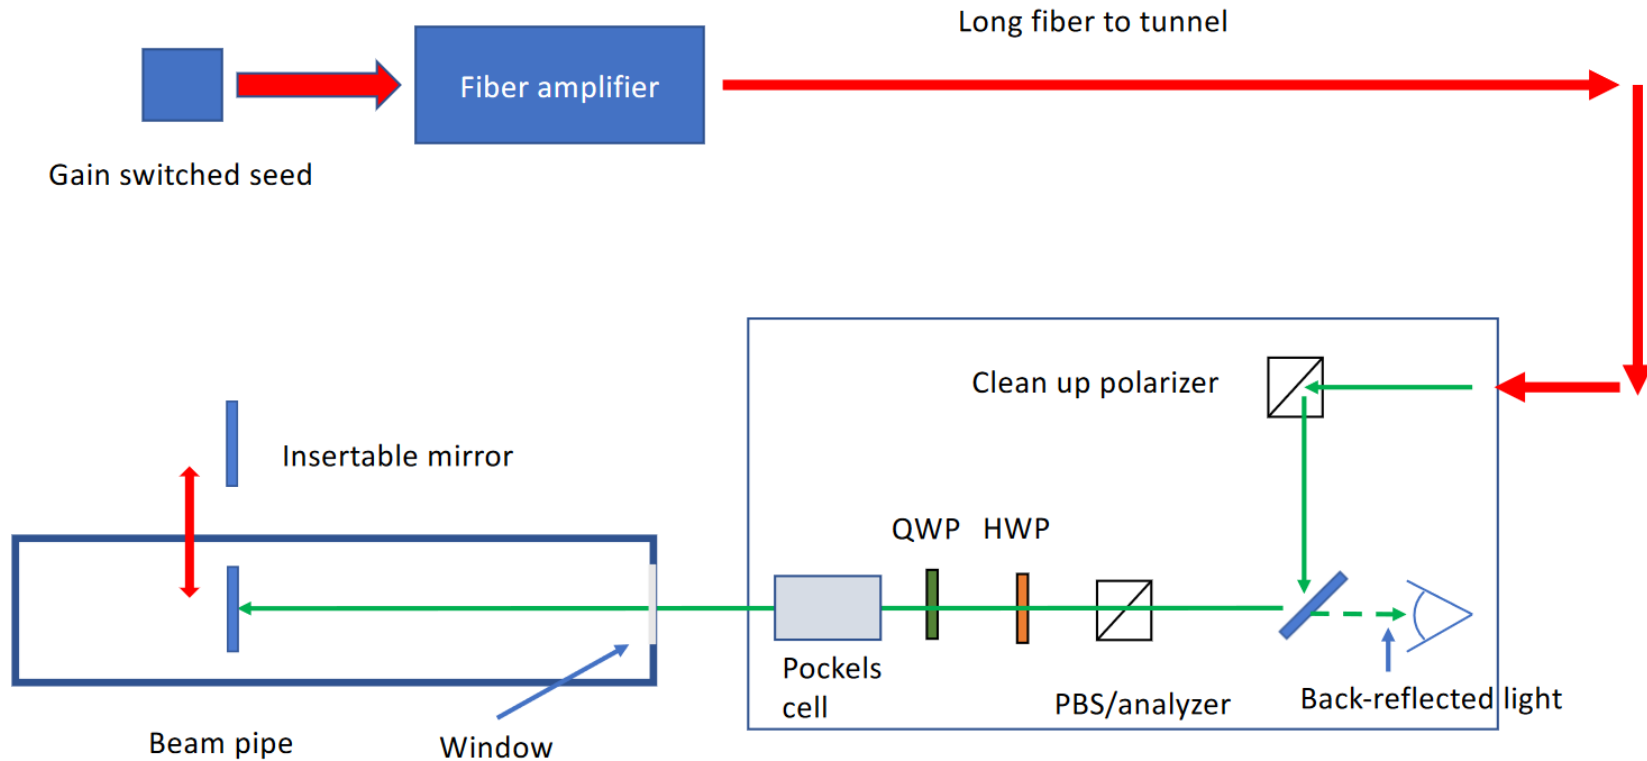 Long fiber to tunnel
Fiber amplifier
Gain switched seed
Clean up polarizer
Insertable mirror
QWP
HWP
Pockels
cell
PBS/analyzer
Back-reflected light
Beam pipe
Window